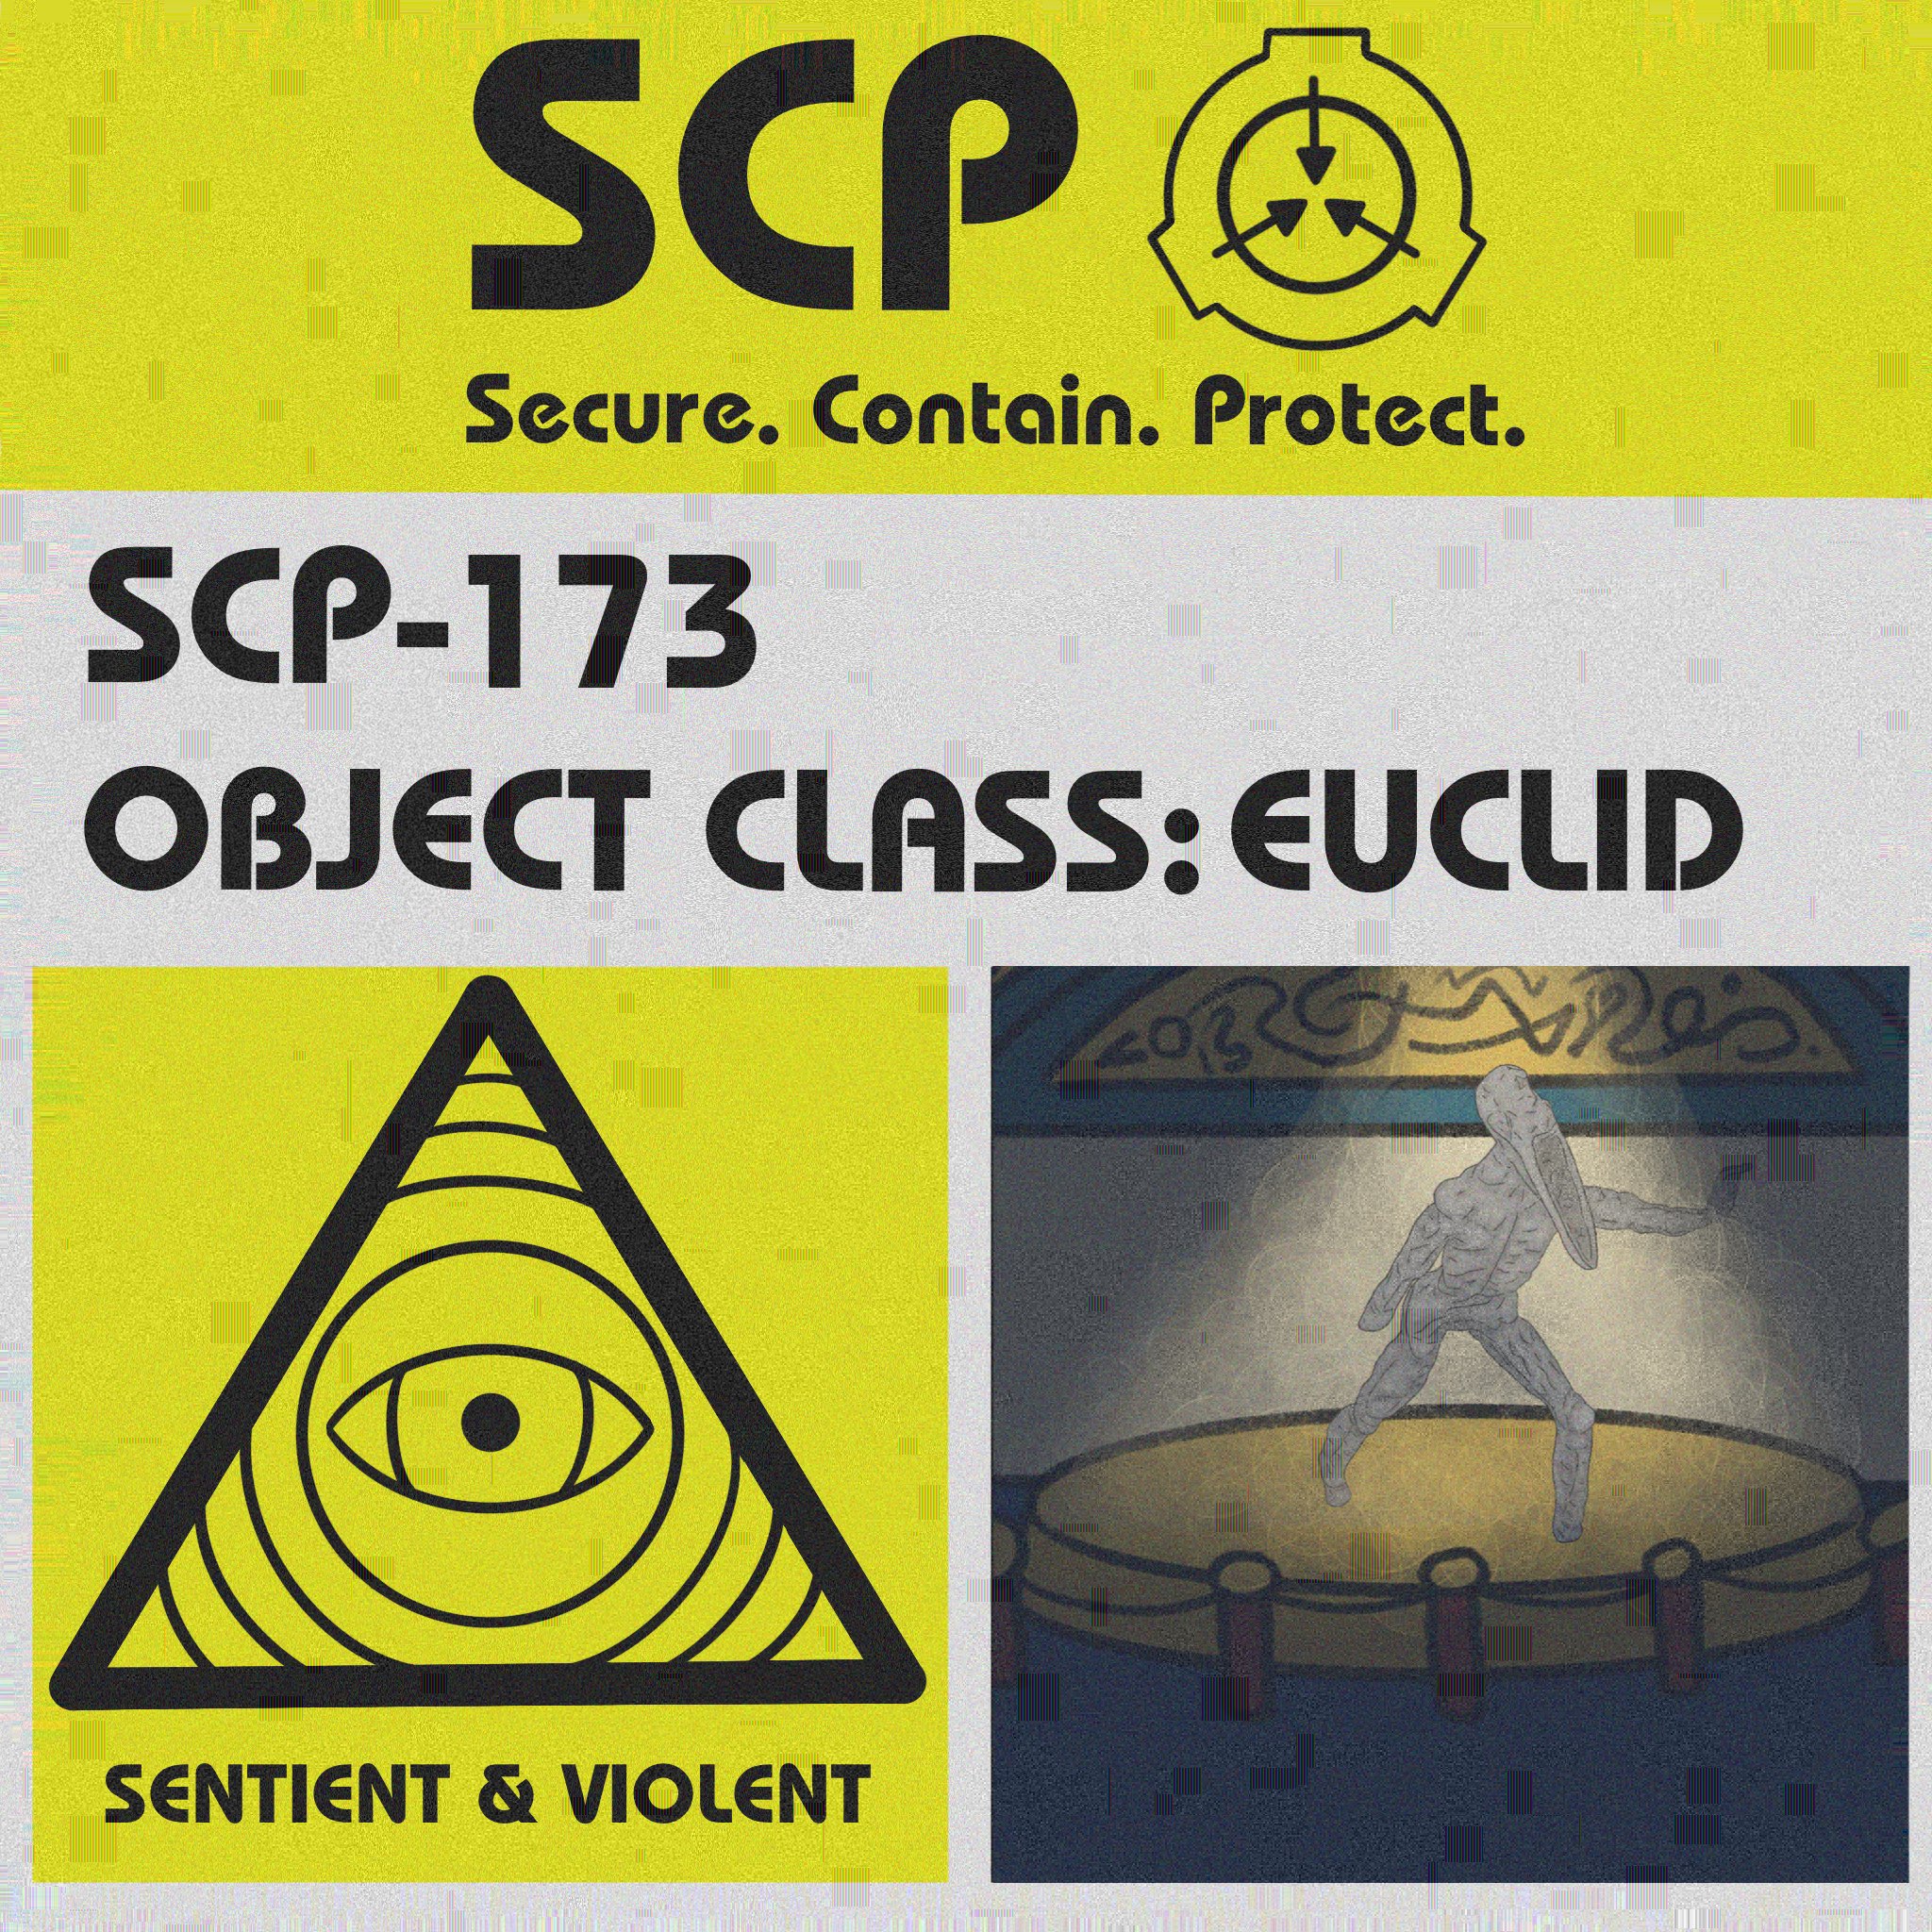 SCP
Secure. Contain. Protect.
SCP-173
OBJECT CLASS: EUCLID
SENTIENT & VIOLENT